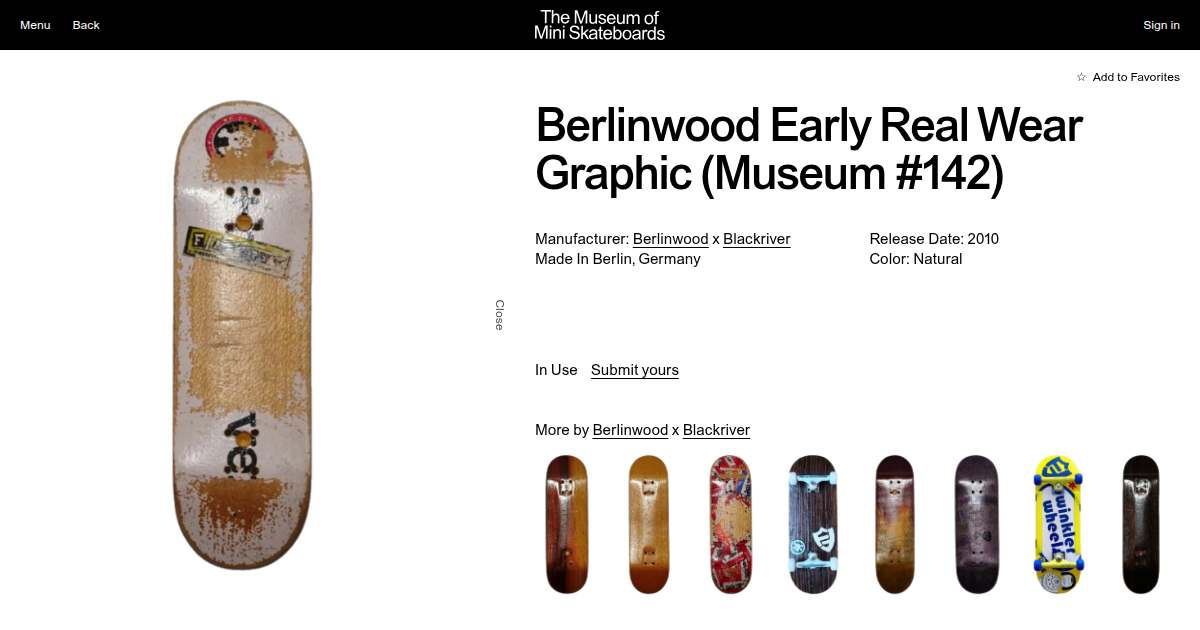 Menu
Back
The Museum of
Mini Skateboards
Sign in
☆ Add to Favorites
Berlinwood Early Real Wear
Graphic (Museum #142)
Manufacturer: Berlinwood x Blackriver
Made In Berlin, Germany
Release Date: 2010
Color: Natural
Close
In Use
Submit yours
More by Berlinwood x Blackriver
ve
winkler
wheels